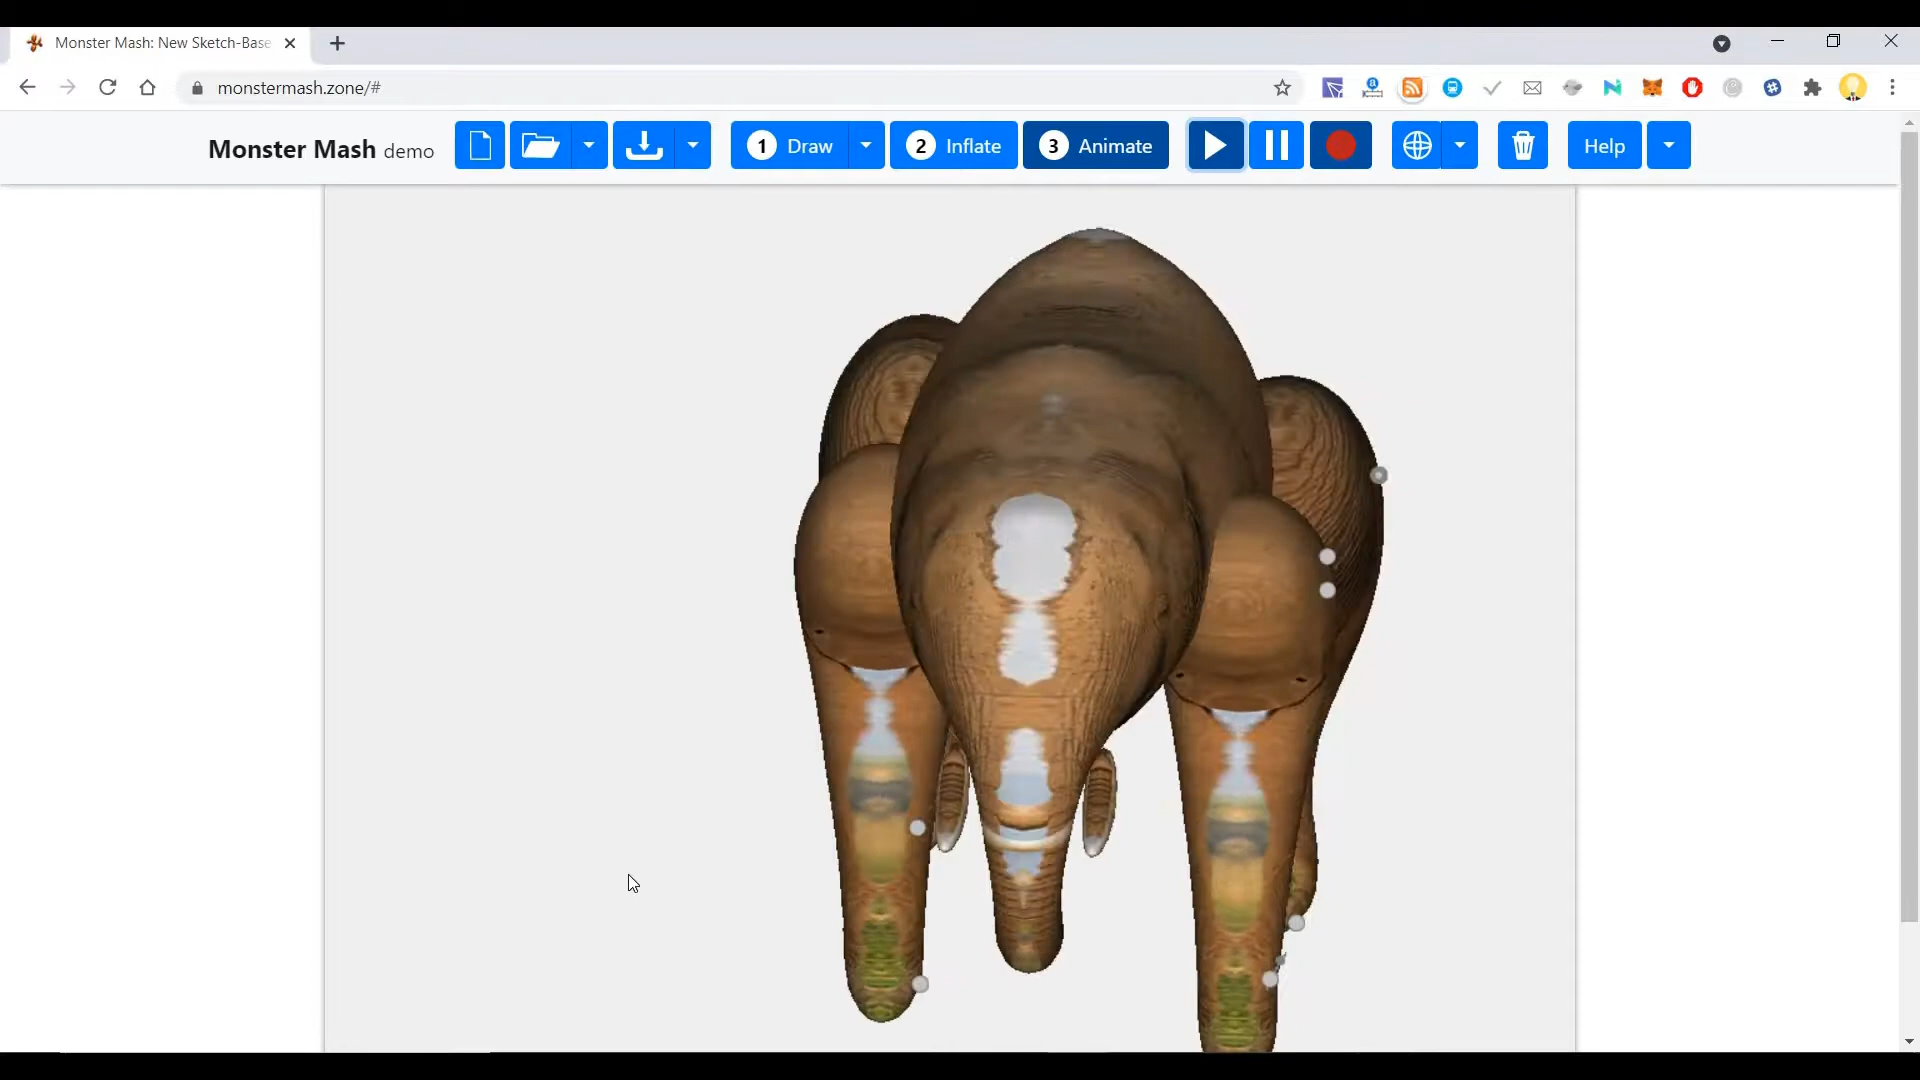 Monster Mash: New Sketch-Base
monstermash.zone/#
Monster Mash demo
1 Draw
2 Inflate
3 Animate
Help